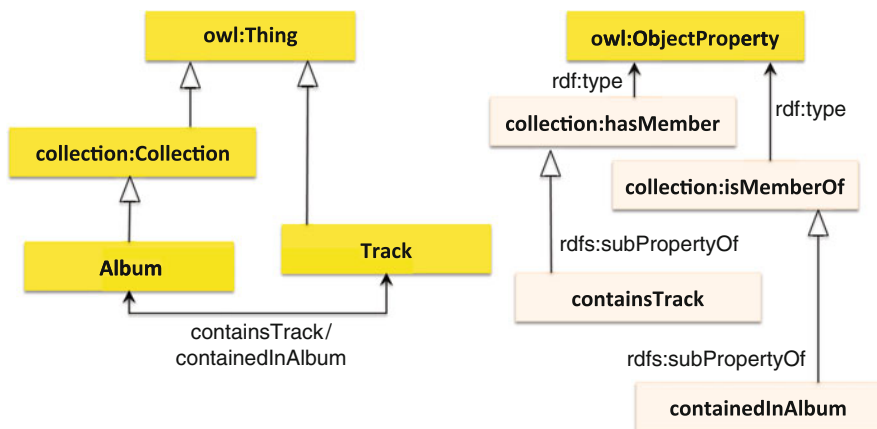 owl:Thing
collection:Collection
Album
Track
containsTrack/
containedInAlbum
owl:ObjectProperty
rdf:type
rdf:type
collection:hasMember
collection:isMemberOf
rdfs:subPropertyOf
containsTrack
rdfs:subPropertyOf
containedInAlbum